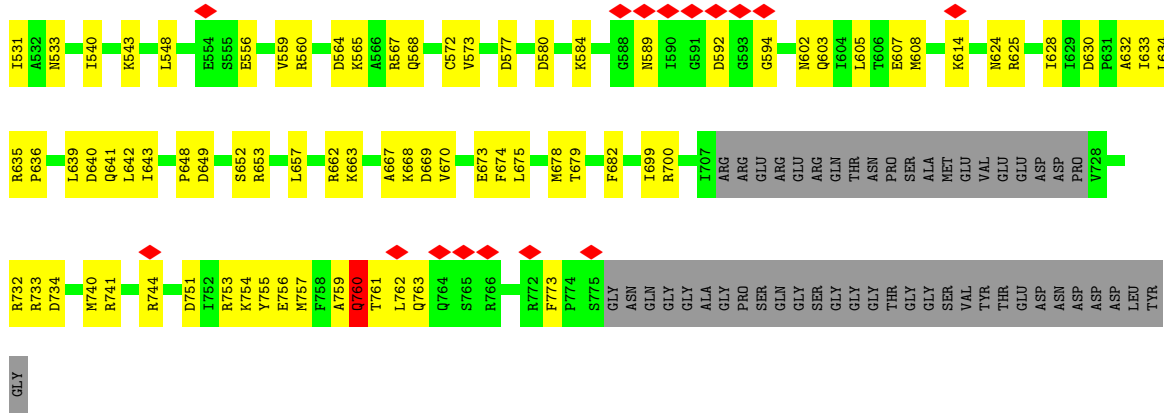 I531 A532 N533 I540 K543 L548 E554 S555 E556 V559 R560 D564 K565 A566 R567 Q568 C572 V573 D577 D580 K584 G588 N589 I590 G591 D592 G593 G594 N602 Q603 I604 L605 T606 E607 M608 K614 N624 R625 I628 I629 D630 P631 A632 I633 L634
R635 P636 L639 D640 Q641 L642 I643 P648 D649 S652 R653 L657 R662 K663 A667 K668 D669 V670 E673 F674 L675 M678 T679 F682 I699 R700 I707 ARG ARG GLU ARG GLU ARG GLN THR ASN PRO SER ALA MET GLU VAL GLU GLU ASP ASP PRO V728
R732 R733 D734 M740 R741 R744 D751 I752 R753 K754 Y755 E756 M757 F758 A759 Q760 T761 L762 Q763 Q764 S765 R766 R772 F773 P774 S775 GLY ASN GLN GLY GLY ALA GLY PRO SER GLN GLY SER GLY GLY GLY THR GLY GLY SER VAL TYR THR GLU ASP ASN ASP ASP ASP LEU TYR
GLY